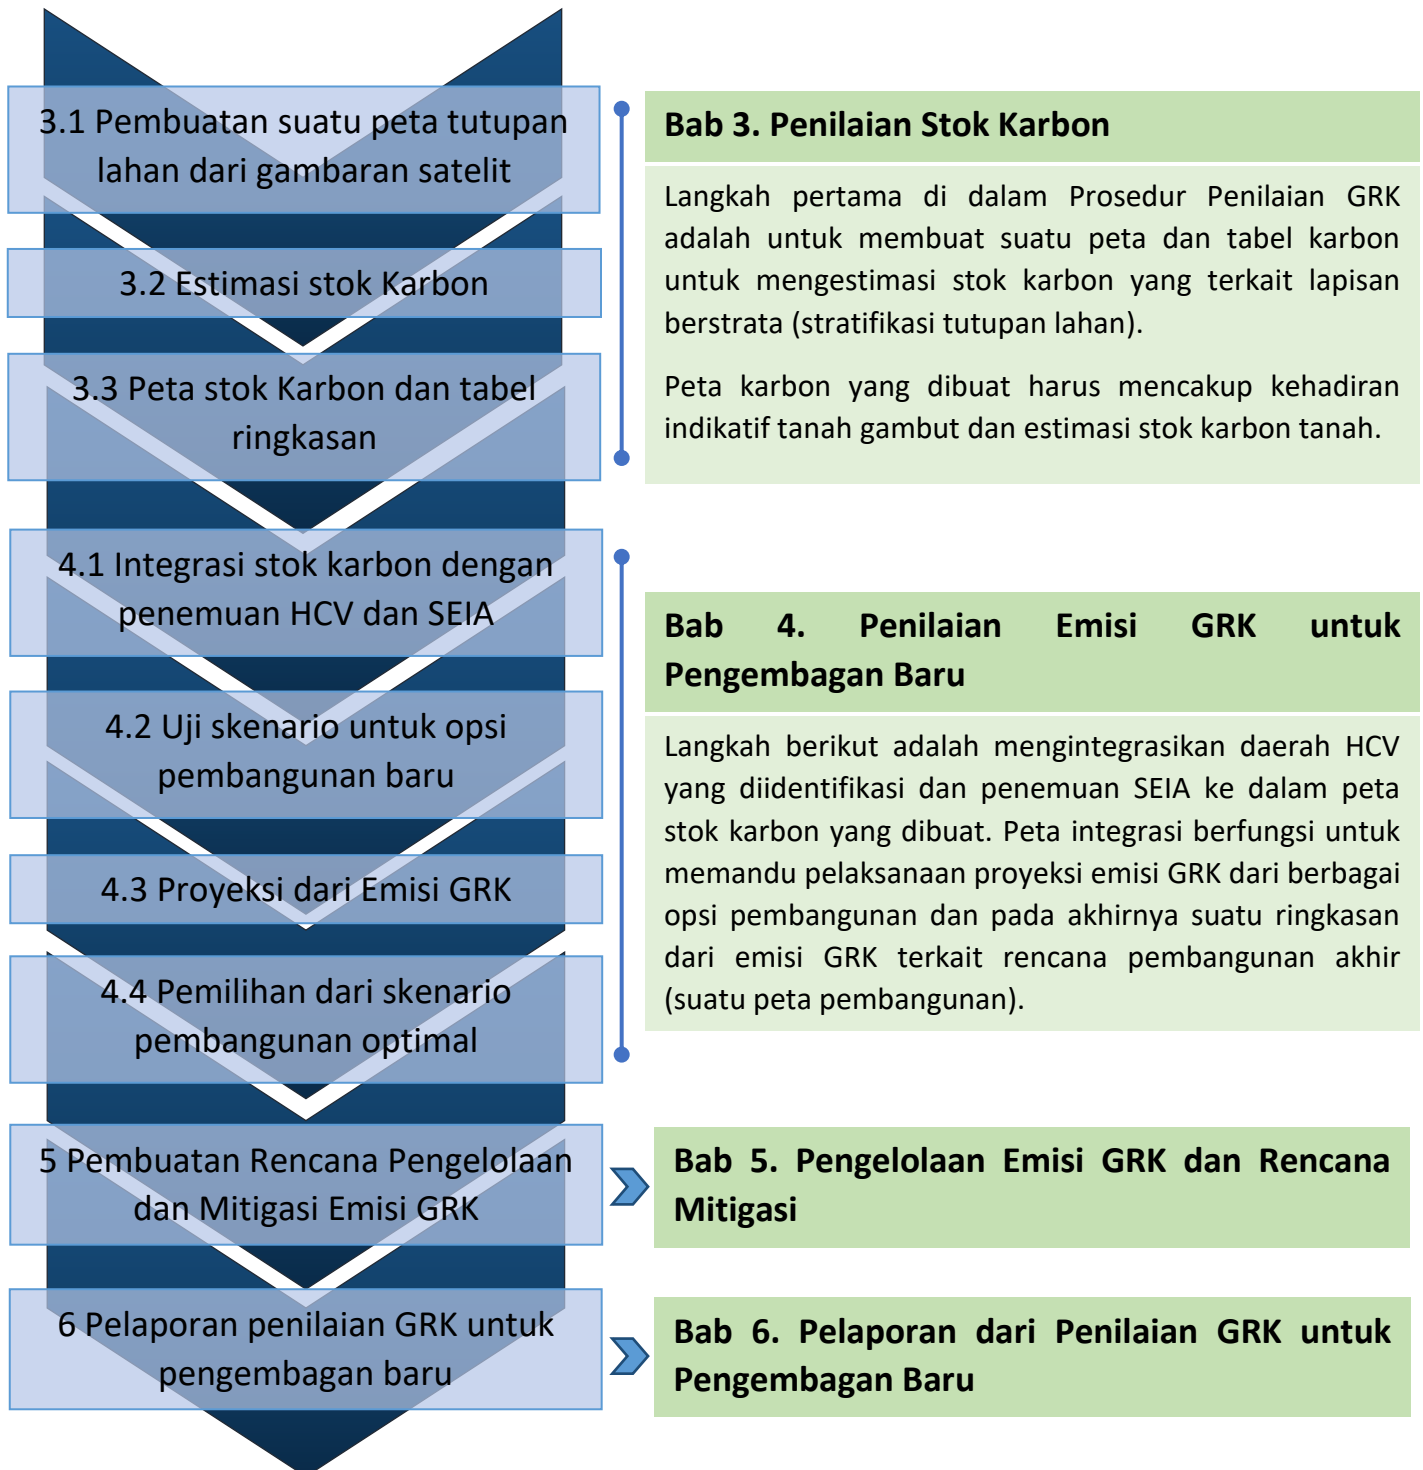 3.1 Pembuatan suatu peta tutupan
lahan dari gambaran satelit
3.2 Estimasi stok Karbon
3.3 Peta stok Karbon dan tabel
ringkasan
Bab 3. Penilaian Stok Karbon
Langkah pertama di dalam Prosedur Penilaian GRK
adalah untuk membuat suatu peta dan tabel karbon
untuk mengestimasi stok karbon yang terkait lapisan
berstrata (stratifikasi tutupan lahan).
Peta karbon yang dibuat harus mencakup kehadiran
indikatif tanah gambut dan estimasi stok karbon tanah.
4.1 Integrasi stok karbon dengan
penemuan HCV dan SEIA
4.2 Uji skenario untuk opsi
pembangunan baru
4.3 Proyeksi dari Emisi GRK
4.4 Pemilihan dari skenario
pembangunan optimal
Bab 4. Penilaian Emisi GRK untuk
Pengembagan Baru
Langkah berikut adalah mengintegrasikan daerah HCV
yang diidentifikasi dan penemuan SEIA ke dalam peta
stok karbon yang dibuat. Peta integrasi berfungsi untuk
memandu pelaksanaan proyeksi emisi GRK dari berbagai
opsi pembangunan dan pada akhirnya suatu ringkasan
dari emisi GRK terkait rencana pembangunan akhir
(suatu peta pembangunan).
5 Pembuatan Rencana Pengelolaan
dan Mitigasi Emisi GRK
Bab 5. Pengelolaan Emisi GRK dan Rencana
Mitigasi
6 Pelaporan penilaian GRK untuk
pengembagan baru
Bab 6. Pelaporan dari Penilaian GRK untuk
Pengembagan Baru